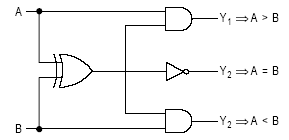 A
Y₁ ⇒ A > B
Y₂ ⇒ A = B
B
Y₂ ⇒ A < B